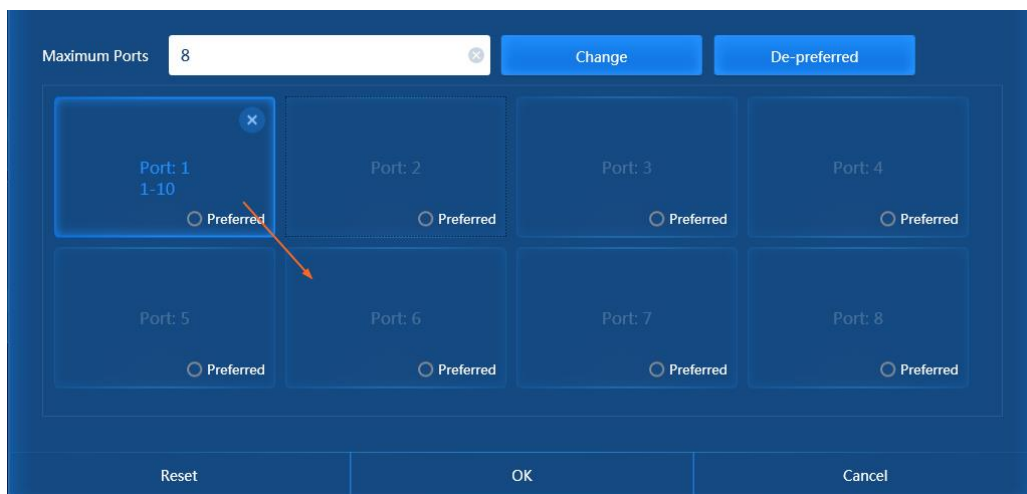 Maximum Ports 8 Change De-preferred
Port: 1
1-10
Preferred
Port: 2
Preferred
Port: 3
Preferred
Port: 4
Preferred
Port: 5
Preferred
Port: 6
Preferred
Port: 7
Preferred
Port: 8
Preferred
Reset OK Cancel